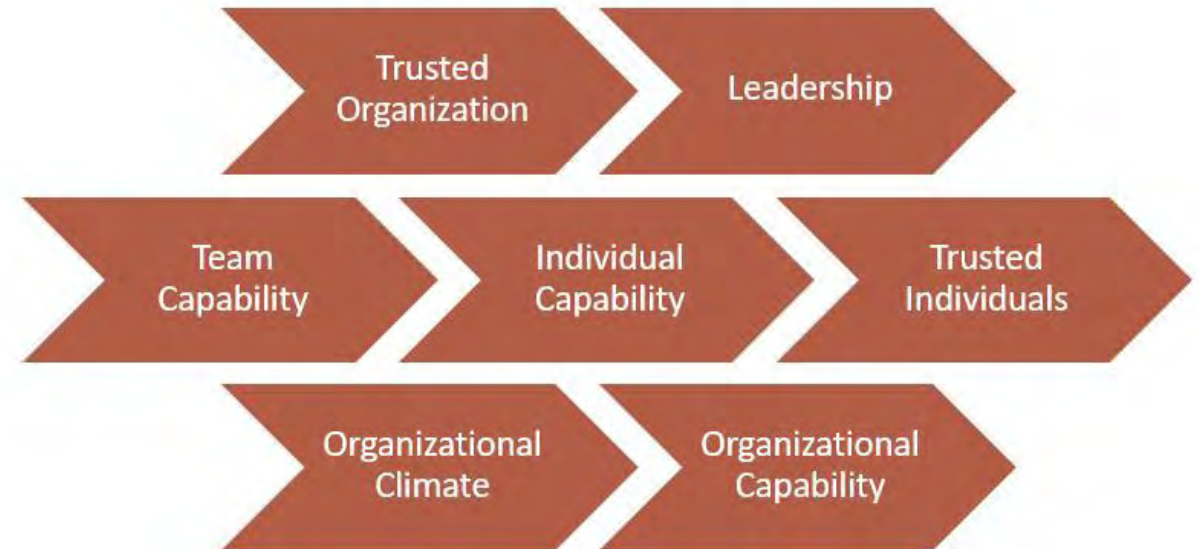 Trusted
Organization
Leadership
Team
Capability
Individual
Capability
Trusted
Individuals
Organizational
Climate
Organizational
Capability